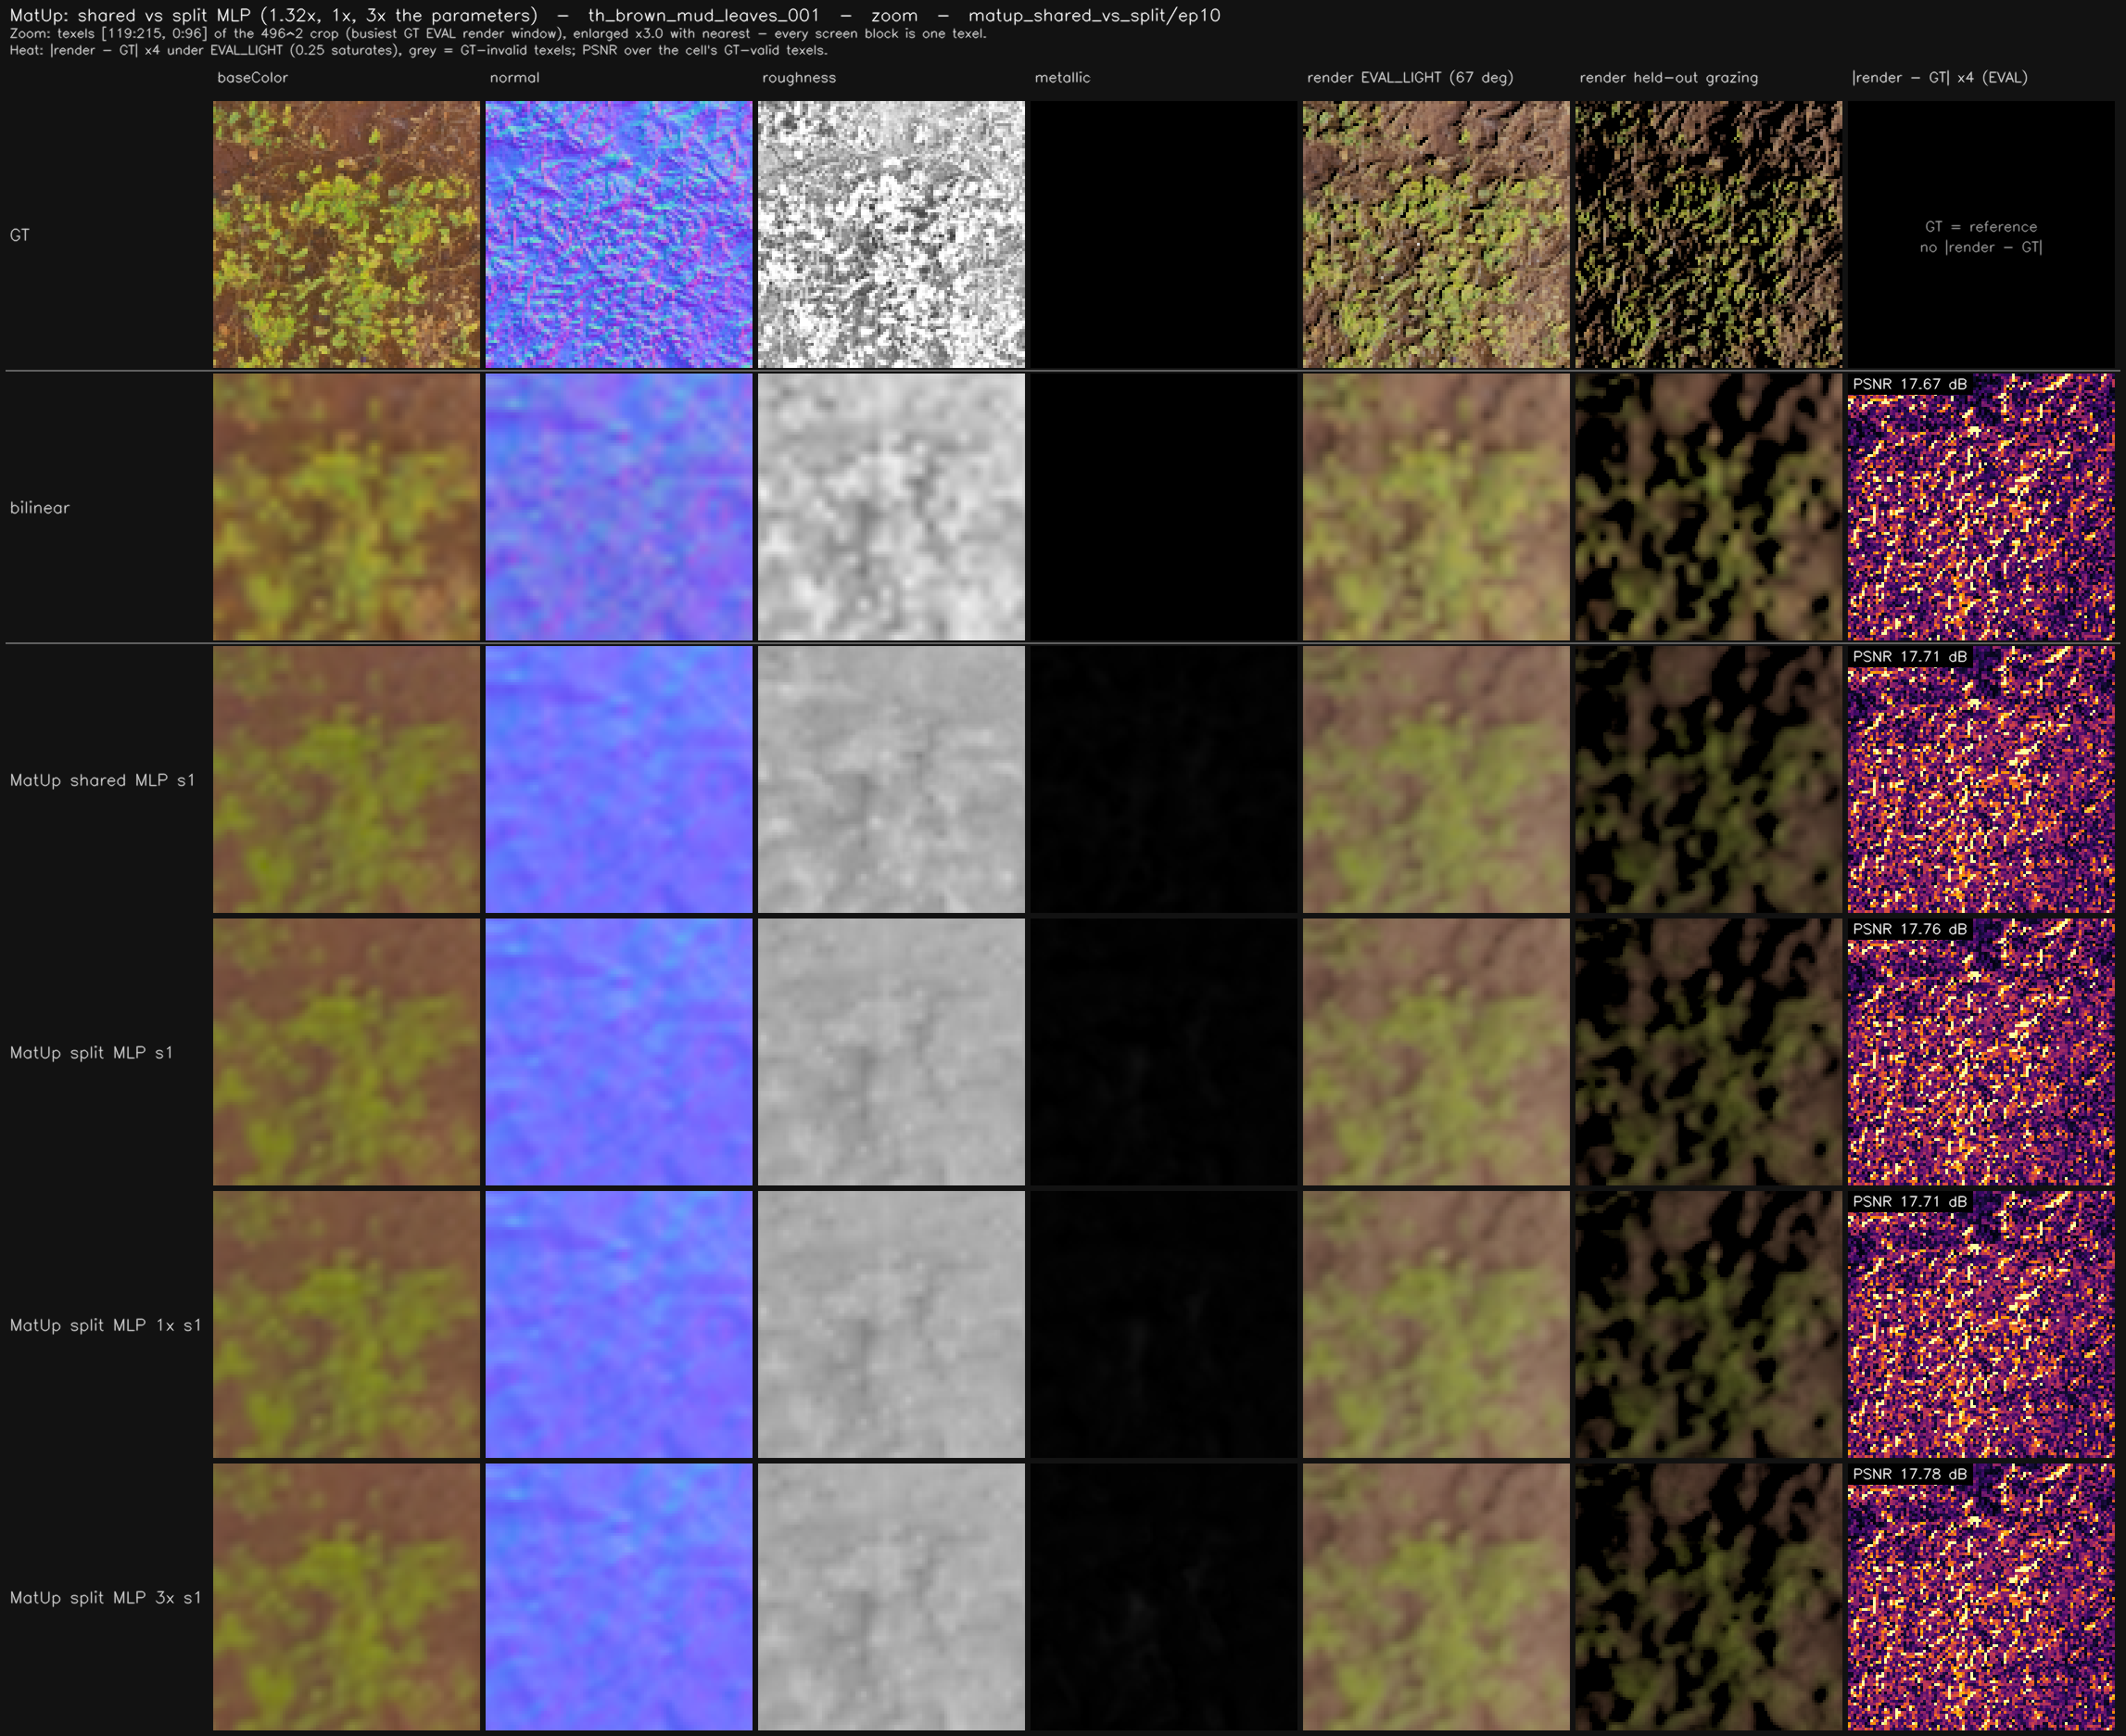 MatUp: shared vs split MLP (1.32x, 1x, 3x the parameters) — th_brown_mud_leaves_001 — zoom — matup_shared_vs_split/ep10
Zoom: texels [119:215, 0:96] of the 496^2 crop (busiest GT EVAL render window), enlarged x3.0 with nearest — every screen block is one texel.
Heat: |render − GT| x4 under EVAL_LIGHT (0.25 saturates), grey = GT-invalid texels; PSNR over the cell's GT-valid texels.
baseColor normal roughness metallic render EVAL_LIGHT (67 deg) render held-out grazing |render − GT| x4 (EVAL)
GT
GT = reference
no |render − GT|
bilinear
PSNR 17.67 dB
MatUp shared MLP s1
PSNR 17.71 dB
MatUp split MLP s1
PSNR 17.76 dB
MatUp split MLP 1x s1
PSNR 17.71 dB
MatUp split MLP 3x s1
PSNR 17.78 dB